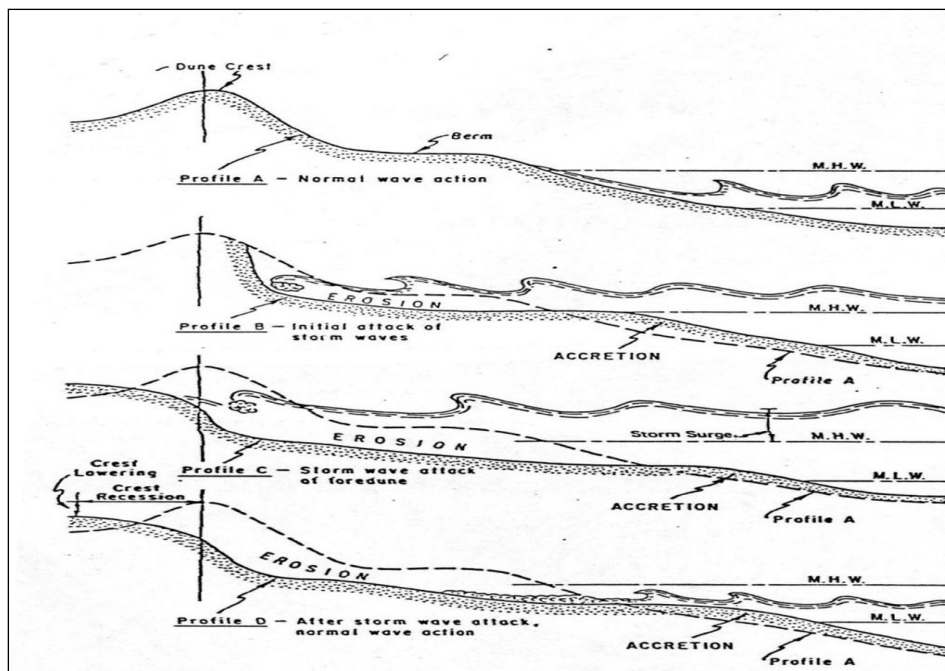 Dune Crest
Berm
M.H.W.
Profile A – Normal wave action
M.L.W.
EROSION
M.H.W.
Profile B – Initial attack of
storm waves
M.L.W.
ACCRETION
Profile A
EROSION
Storm Surge
M.H.W.
Crest
Lowering
Profile C – Storm wave attack
of foredune
M.L.W.
Crest
Recession
ACCRETION
Profile A
EROSION
M.H.W.
Profile D – After storm wave attack,
normal wave action
M.L.W.
ACCRETION
Profile A